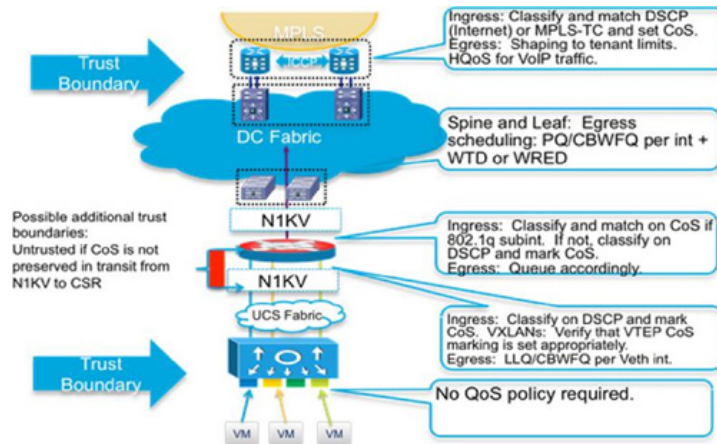 MPLS
ICCP
Trust
Boundary
DC Fabric
Ingress: Classify and match DSCP
(Internet) or MPLS-TC and set CoS.
Egress: Shaping to tenant limits.
HQoS for VoIP traffic.
Spine and Leaf: Egress
scheduling: PQ/CBWFQ per int +
WTD or WRED
N1KV
Possible additional trust
boundaries:
Untrusted if CoS is not
preserved in transit from
N1KV to CSR
Ingress: Classify and match on CoS if
802.1q subint. If not, classify on
DSCP and mark CoS.
Egress: Queue accordingly.
N1KV
UCS Fabric
Ingress: Classify on DSCP and mark
CoS. VXLANs: Verify that VTEP CoS
marking is set appropriately.
Egress: LLQ/CBWFQ per Veth int.
Trust
Boundary
No QoS policy required.
VM
VM
VM